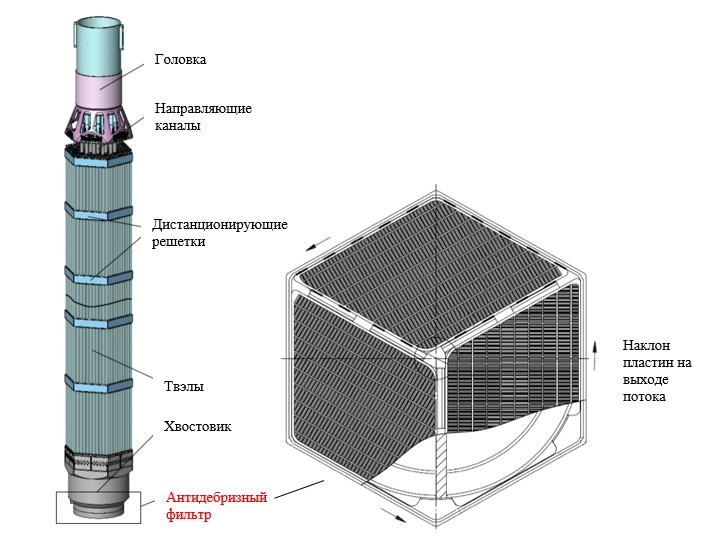 Головка
Направляющие
каналы
Дистанционирующие
решетки
Твэлы
Хвостовик
Антидебризный
фильтр
Наклон
пластин на
выходе
потока